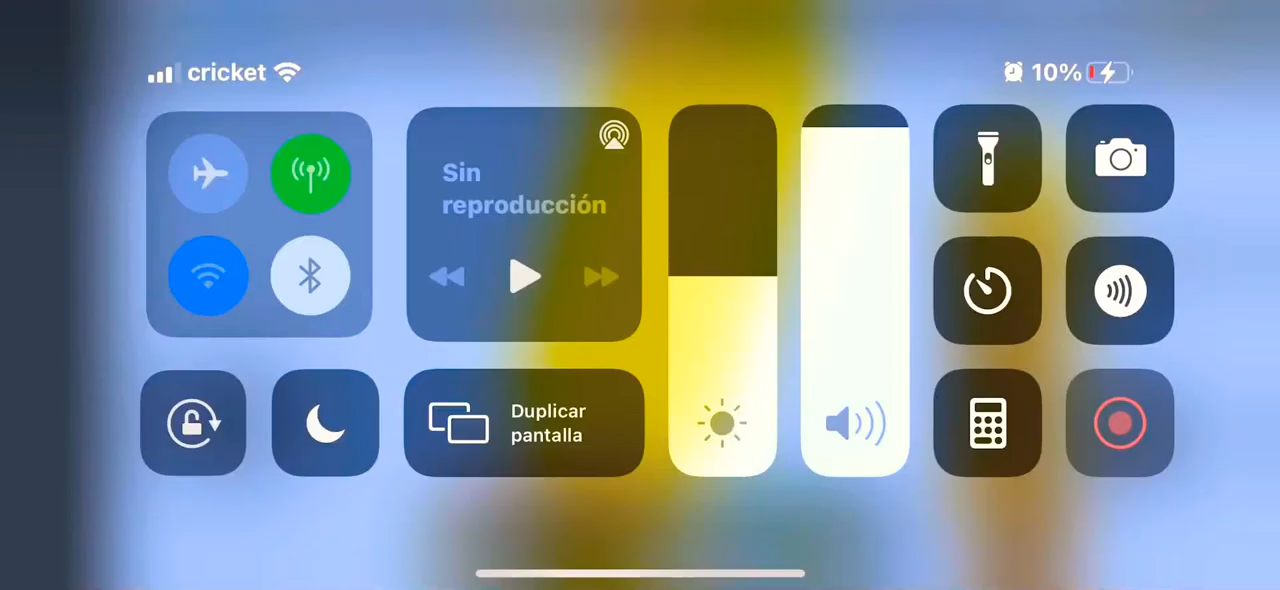 cricket
10%
Sin
reproducción
Duplicar
pantalla